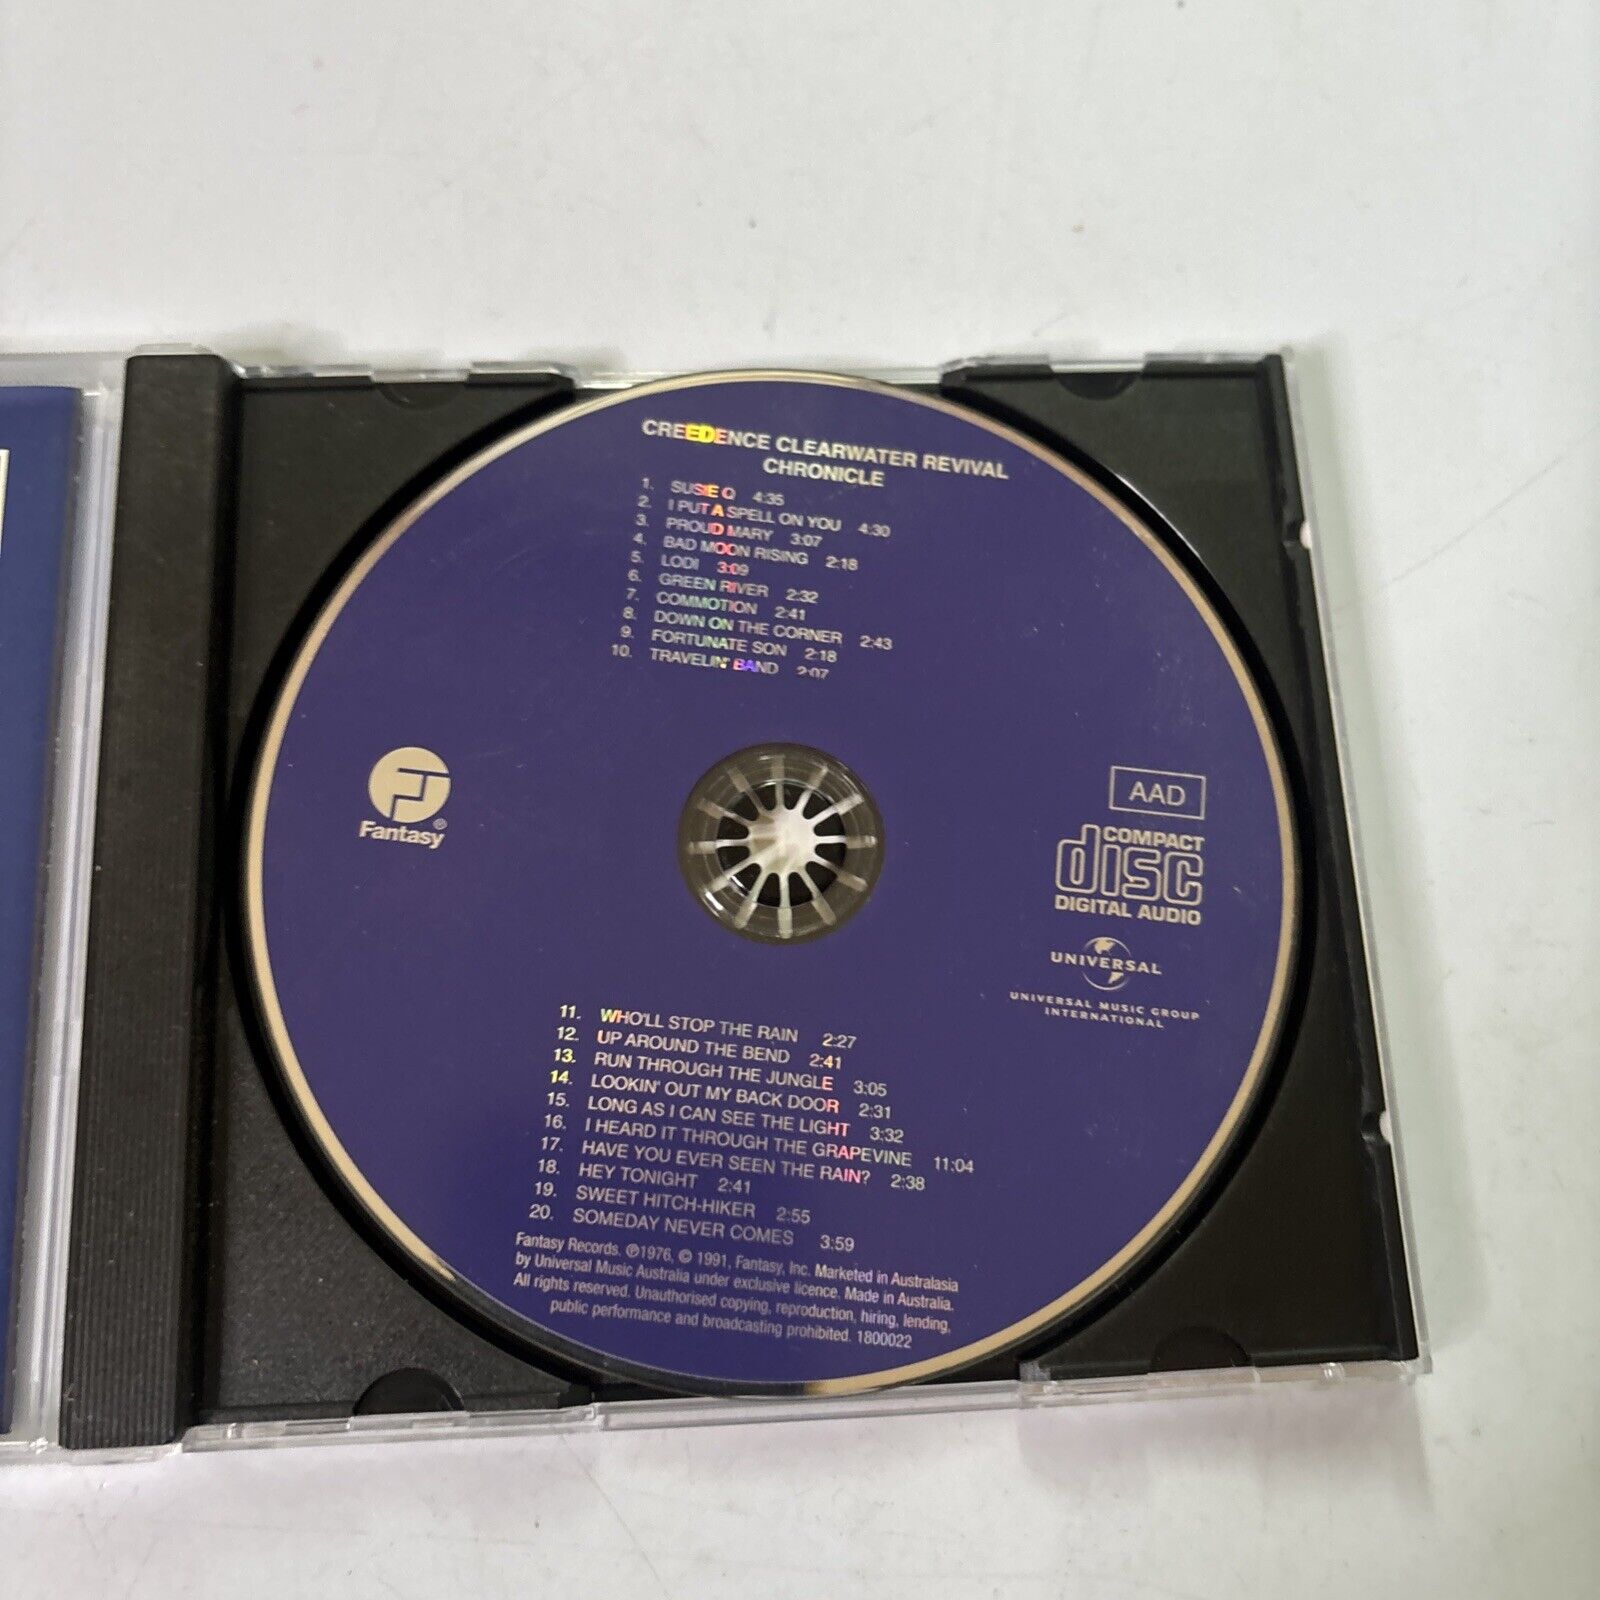 CREEDENCE CLEARWATER REVIVAL
CHRONICLE
1. SUSIE Q 4:35
2. I PUT A SPELL ON YOU 4:30
3. PROUD MARY 3:07
4. BAD MOON RISING 2:18
5. LODI 3:09
6. GREEN RIVER 2:32
7. COMMOTION 2:41
8. DOWN ON THE CORNER 2:43
9. FORTUNATE SON 2:18
10. TRAVELIN' BAND 2:07
Fantasy®
AAD
COMPACT
disc
DIGITAL AUDIO
UNIVERSAL
UNIVERSAL MUSIC GROUP
INTERNATIONAL
11. WHO'LL STOP THE RAIN 2:27
12. UP AROUND THE BEND 2:41
13. RUN THROUGH THE JUNGLE 3:05
14. LOOKIN' OUT MY BACK DOOR 2:31
15. LONG AS I CAN SEE THE LIGHT 3:32
16. I HEARD IT THROUGH THE GRAPEVINE 11:04
17. HAVE YOU EVER SEEN THE RAIN? 2:38
18. HEY TONIGHT 2:41
19. SWEET HITCH-HIKER 2:55
20. SOMEDAY NEVER COMES 3:59
Fantasy Records. ℗1976, © 1991, Fantasy, Inc. Marketed in Australasia
by Universal Music Australia under exclusive licence. Made in Australia.
All rights reserved. Unauthorised copying, reproduction, hiring, lending,
public performance and broadcasting prohibited. 1800022